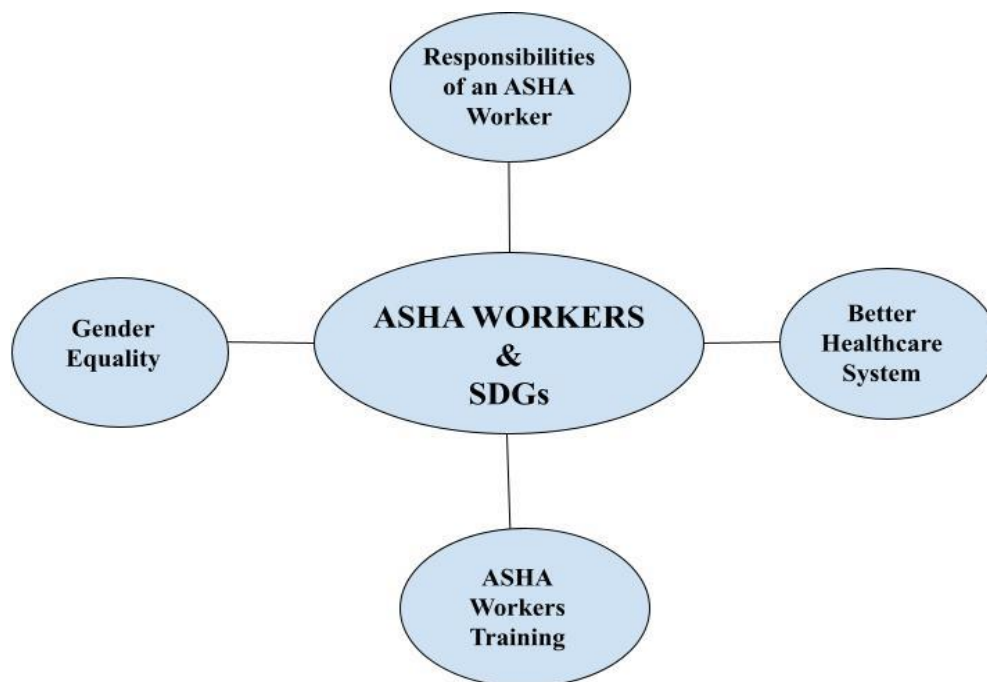 Responsibilities
of an ASHA
Worker
Gender
Equality
ASHA WORKERS
&
SDGs
Better
Healthcare
System
ASHA
Workers
Training